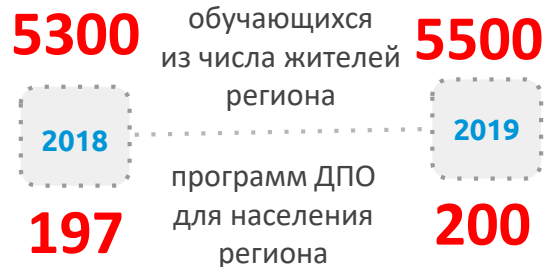 5300
обучающихся
из числа жителей
региона
5500
2018
2019
197
программ ДПО
для населения
региона
200